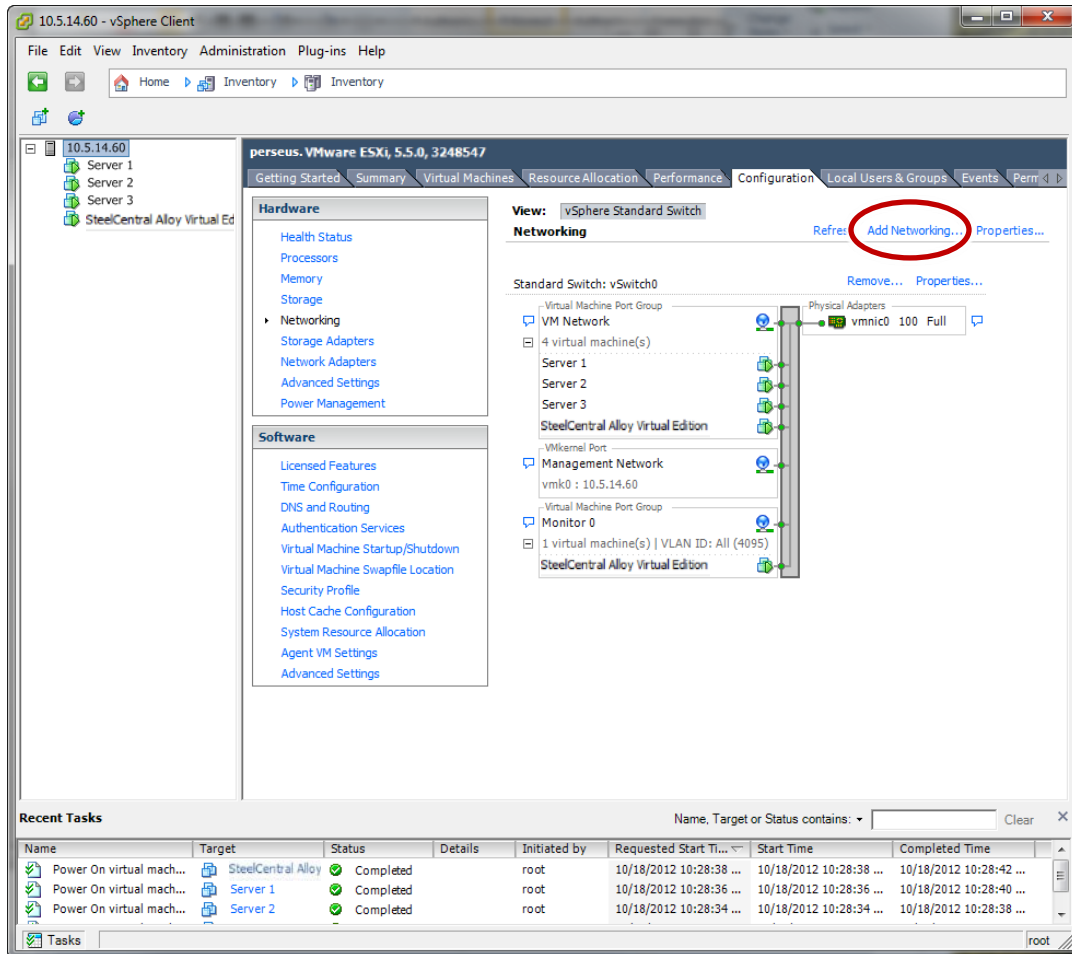 10.5.14.60 - vSphere Client
File Edit View Inventory Administration Plug-ins Help
Home Inventory Inventory
10.5.14.60
Server 1
Server 2
Server 3
SteelCentral Alloy Virtual Ed
perseus. VMware ESXi, 5.5.0, 3248547
Getting Started Summary Virtual Machines Resource Allocation Performance Configuration Local Users & Groups Events Perm
Hardware
Health Status
Processors
Memory
Storage
Networking
Storage Adapters
Network Adapters
Advanced Settings
Power Management
Software
Licensed Features
Time Configuration
DNS and Routing
Authentication Services
Virtual Machine Startup/Shutdown
Virtual Machine Swapfile Location
Security Profile
Host Cache Configuration
System Resource Allocation
Agent VM Settings
Advanced Settings
View: vSphere Standard Switch
Networking Refres Add Networking... Properties...
Standard Switch: vSwitch0 Remove... Properties...
Virtual Machine Port Group Physical Adapters
VM Network vmnic0 100 Full
4 virtual machine(s)
Server 1
Server 2
Server 3
SteelCentral Alloy Virtual Edition
VMkernel Port
Management Network
vmk0 : 10.5.14.60
Virtual Machine Port Group
Monitor 0
1 virtual machine(s) | VLAN ID: All (4095)
SteelCentral Alloy Virtual Edition
Recent Tasks Name, Target or Status contains: Clear
Name Target Status Details Initiated by Requested Start Ti... Start Time Completed Time
Power On virtual mach... SteelCentral Alloy Completed root 10/18/2012 10:28:38 ... 10/18/2012 10:28:38 ... 10/18/2012 10:28:42 ...
Power On virtual mach... Server 1 Completed root 10/18/2012 10:28:36 ... 10/18/2012 10:28:36 ... 10/18/2012 10:28:40 ...
Power On virtual mach... Server 2 Completed root 10/18/2012 10:28:34 ... 10/18/2012 10:28:34 ... 10/18/2012 10:28:38 ...
Tasks root